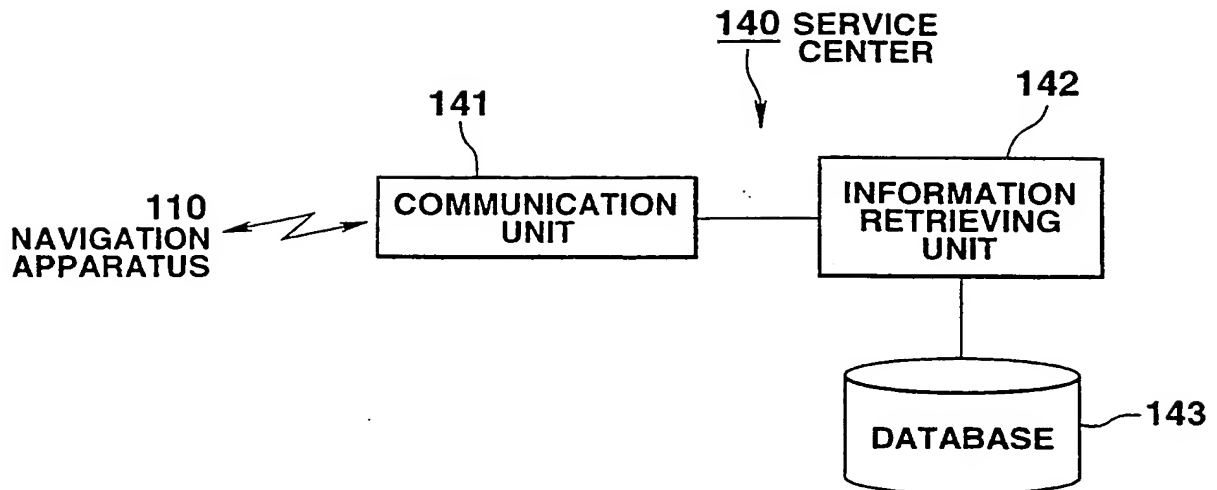 140 SERVICE
CENTER
141
142
110
NAVIGATION
APPARATUS
COMMUNICATION
UNIT
INFORMATION
RETRIEVING
UNIT
DATABASE
143